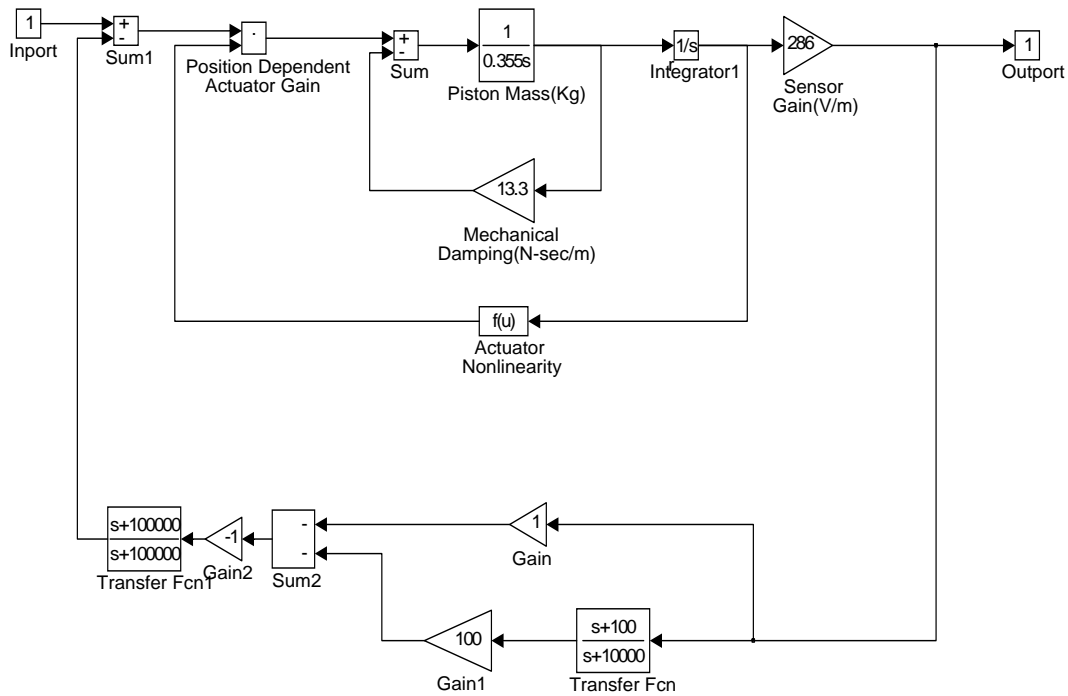 1
Inport
+
-
Sum1
.
Position Dependent
Actuator Gain
+
-
Sum
1
0.355s
Piston Mass(Kg)
1/s
Integrator1
286
Sensor
Gain(V/m)
1
Outport
13.3
Mechanical
Damping(N-sec/m)
f(u)
Actuator
Nonlinearity
s+100000
s+100000
Transfer Fcn1
-1
Gain2
-
-
Sum2
1
Gain
100
Gain1
s+100
s+10000
Transfer Fcn